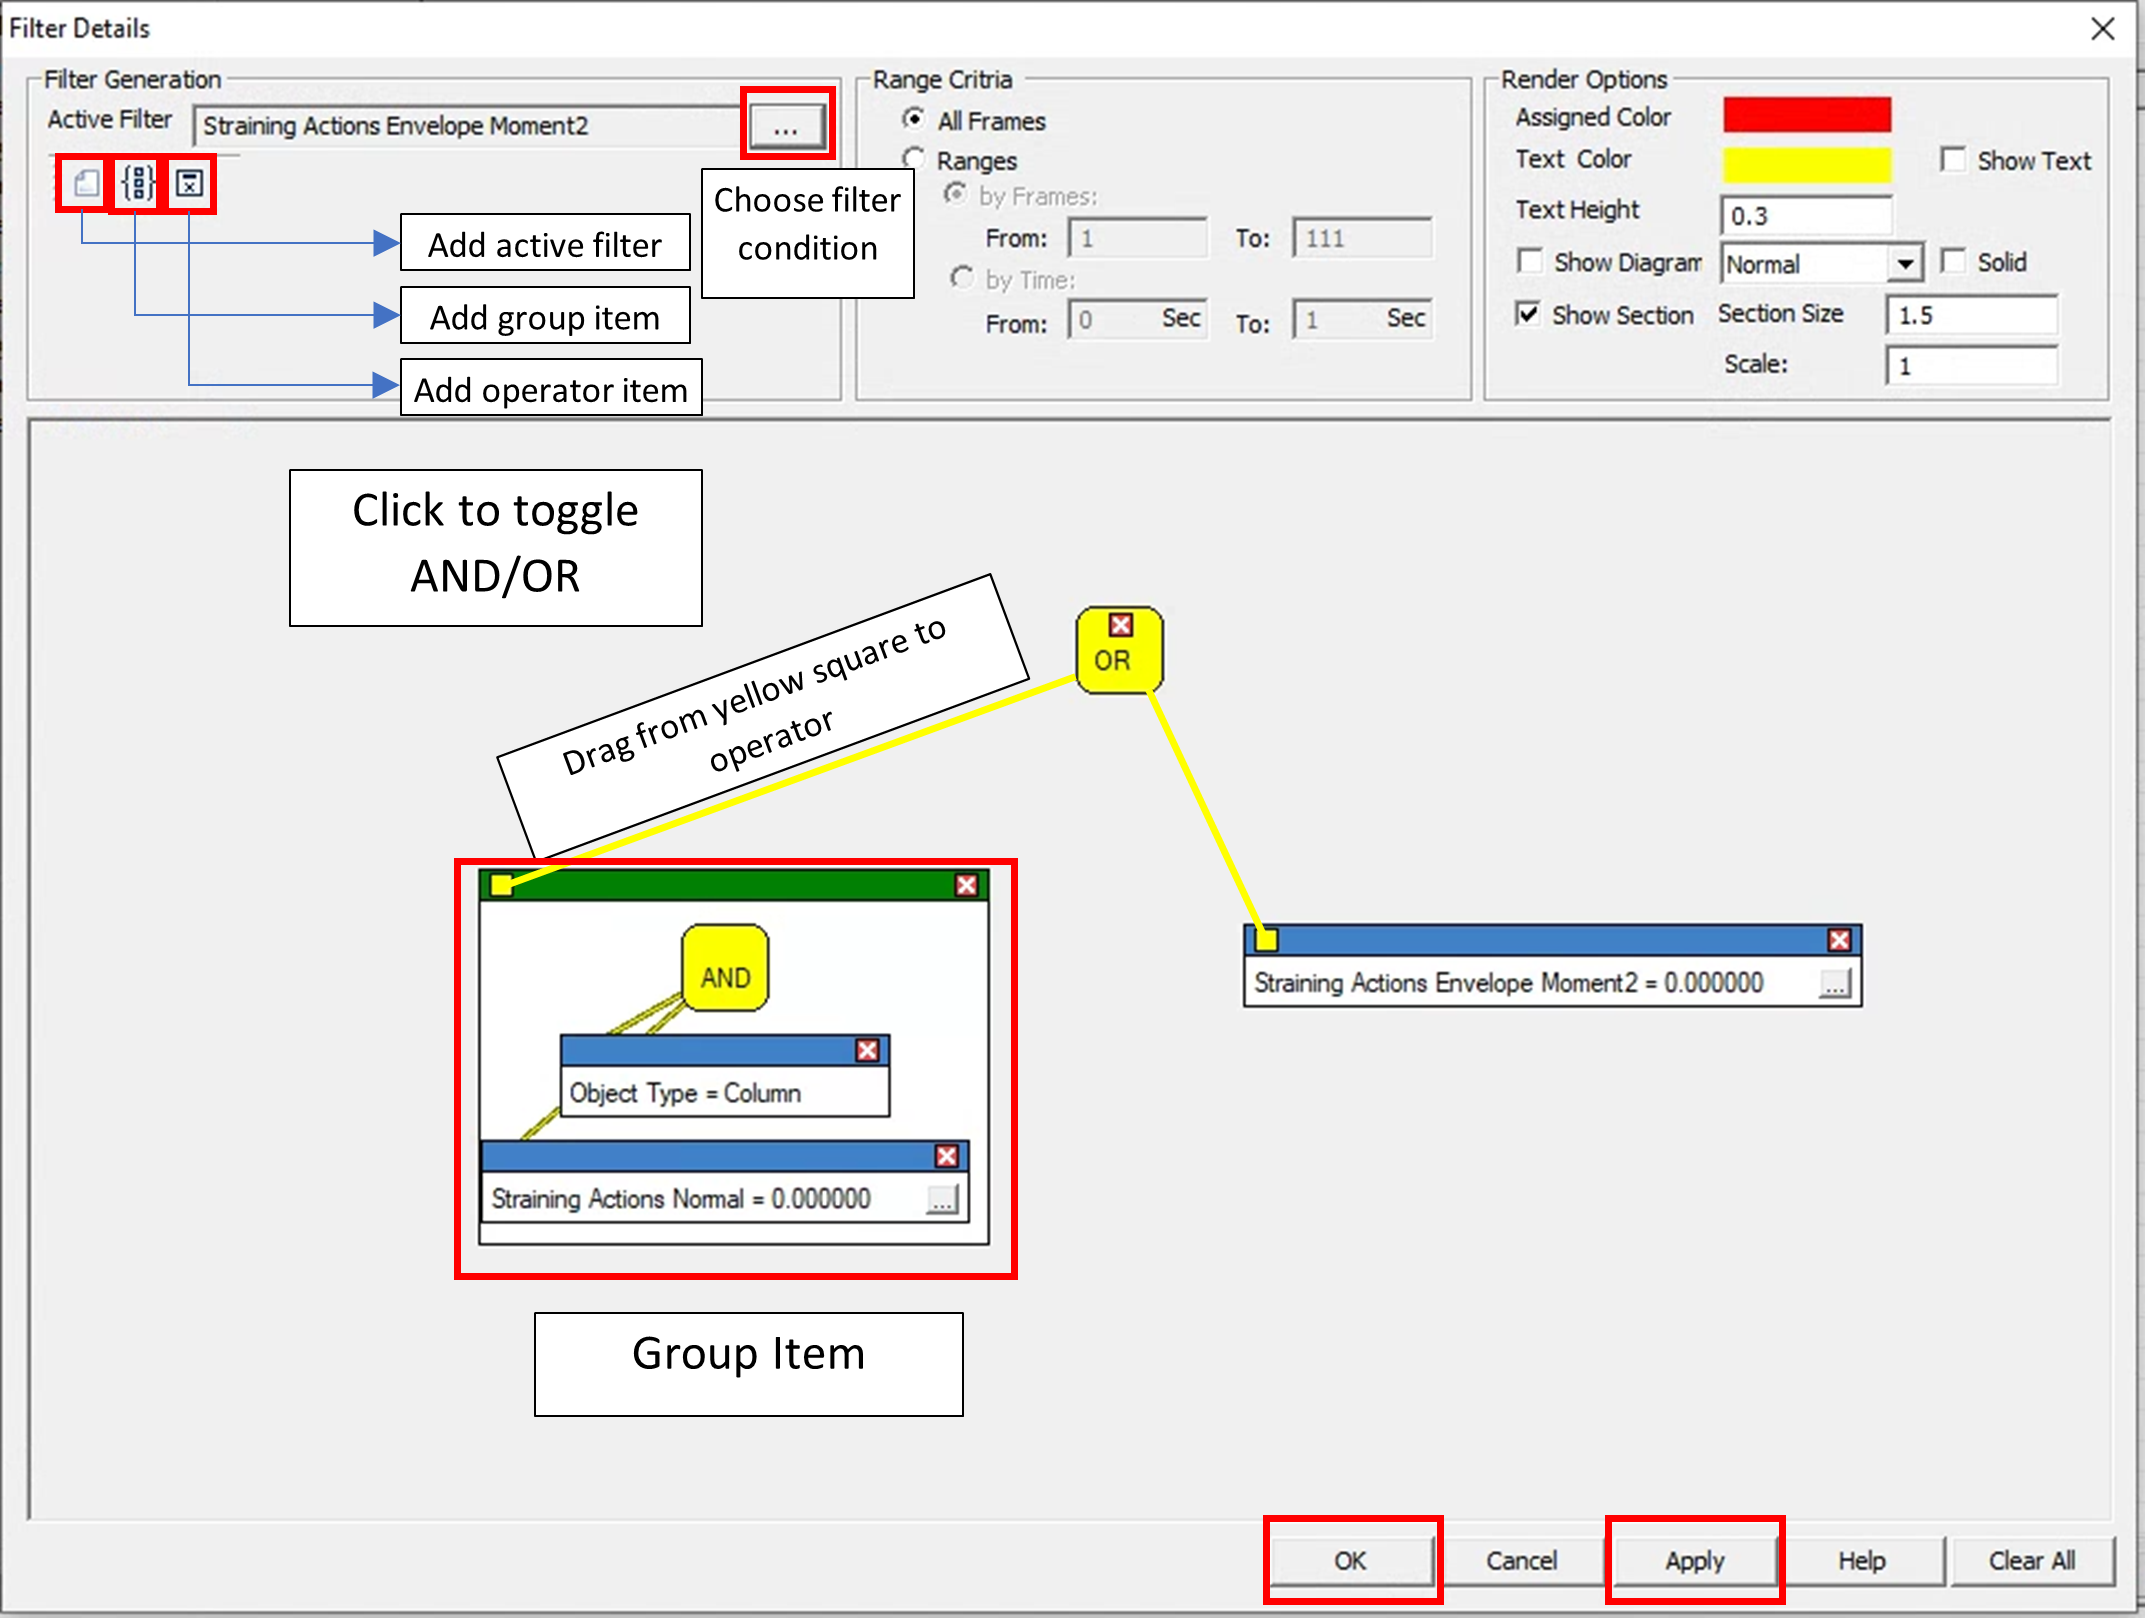 Filter Details
Filter Generation
Active Filter
Straining Actions Envelope Moment2
...
Choose filter
condition
Add active filter
Add group item
Add operator item
Range Critria
All Frames
Ranges
by Frames:
From: 1 To: 111
by Time:
From: 0 Sec To: 1 Sec
Render Options
Assigned Color
Text Color
Show Text
Text Height 0.3
Show Diagram Normal Solid
Show Section Section Size 1.5
Scale: 1
Click to toggle
AND/OR
Drag from yellow square to
operator
OR
AND
Object Type = Column
Straining Actions Normal = 0.000000 ...
Straining Actions Envelope Moment2 = 0.000000 ...
Group Item
OK Cancel Apply Help Clear All